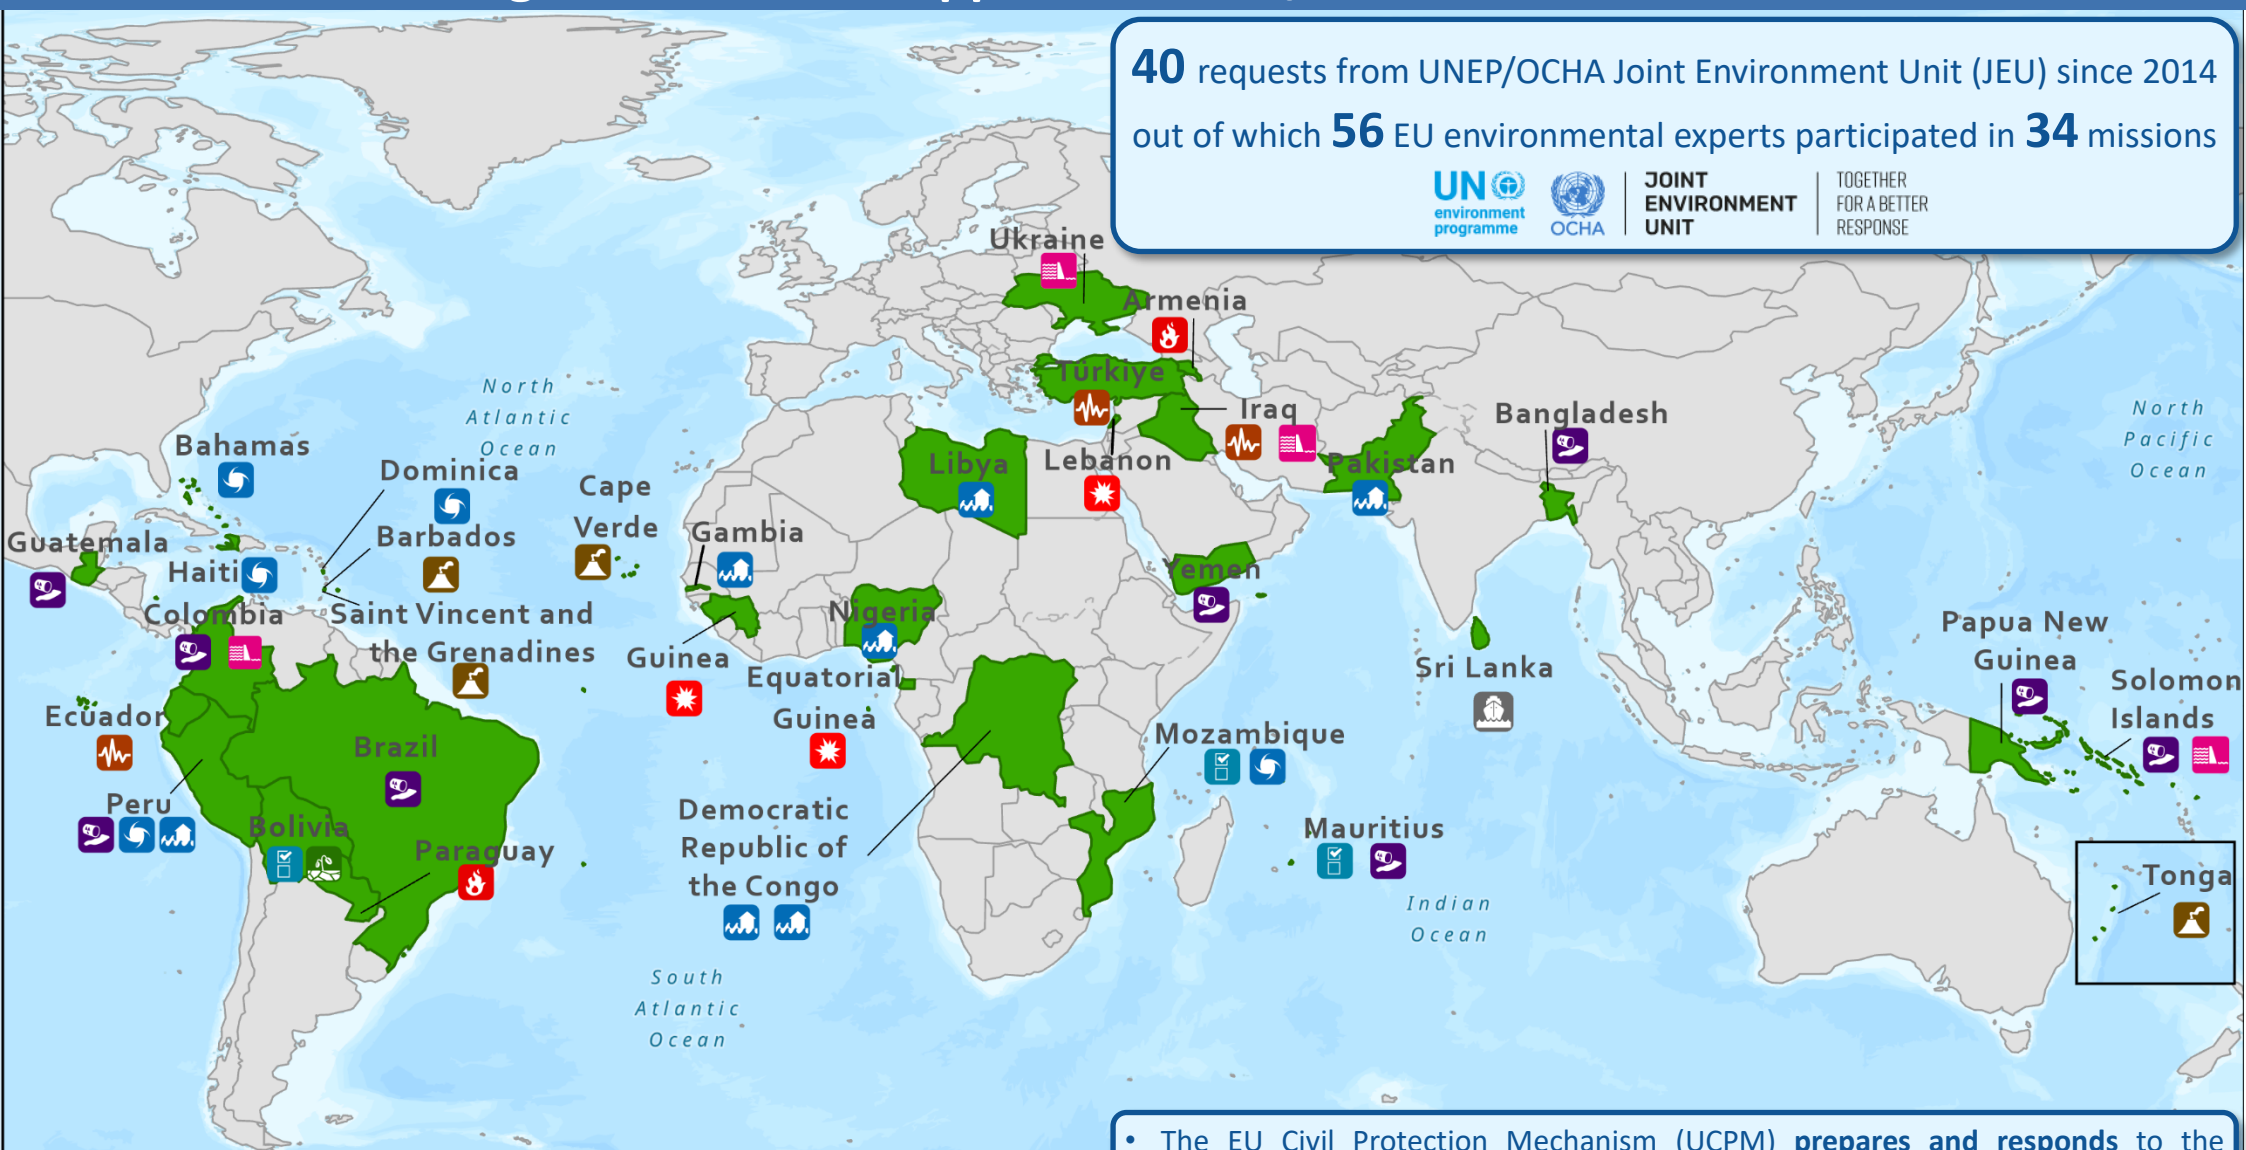 40 requests from UNEP/OCHA Joint Environment Unit (JEU) since 2014
out of which 56 EU environmental experts participated in 34 missions
UN
environment
programme
OCHA
JOINT
ENVIRONMENT
UNIT
TOGETHER
FOR A BETTER
RESPONSE
Ukraine
Armenia
Türkiye
Iraq
Lebanon
Libya
Pakistan
Bangladesh
North
Atlantic
Ocean
North
Pacific
Ocean
Bahamas
Dominica
Barbados
Cape
Verde
Gambia
Guatemala
Haiti
Colombia
Saint Vincent and
the Grenadines
Guinea
Nigeria
Yemen
Equatorial
Guinea
Sri Lanka
Papua New
Guinea
Solomon
Islands
Ecuador
Brazil
Peru
Bolivia
Paraguay
Democratic
Republic of
the Congo
Mozambique
Mauritius
Indian
Ocean
Tonga
South
Atlantic
Ocean
• The EU Civil Protection Mechanism (UCPM) prepares and responds to the